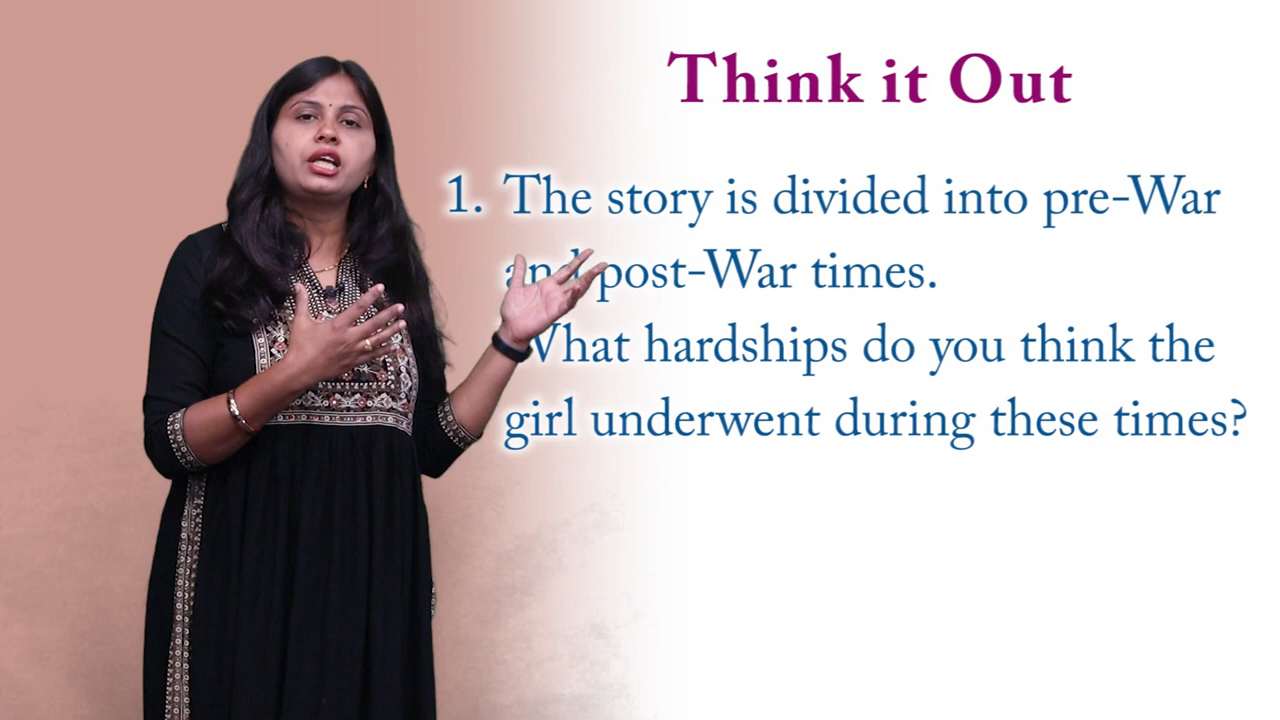 Think it Out
1. The story is divided into pre-War
and post-War times.
What hardships do you think the
girl underwent during these times?